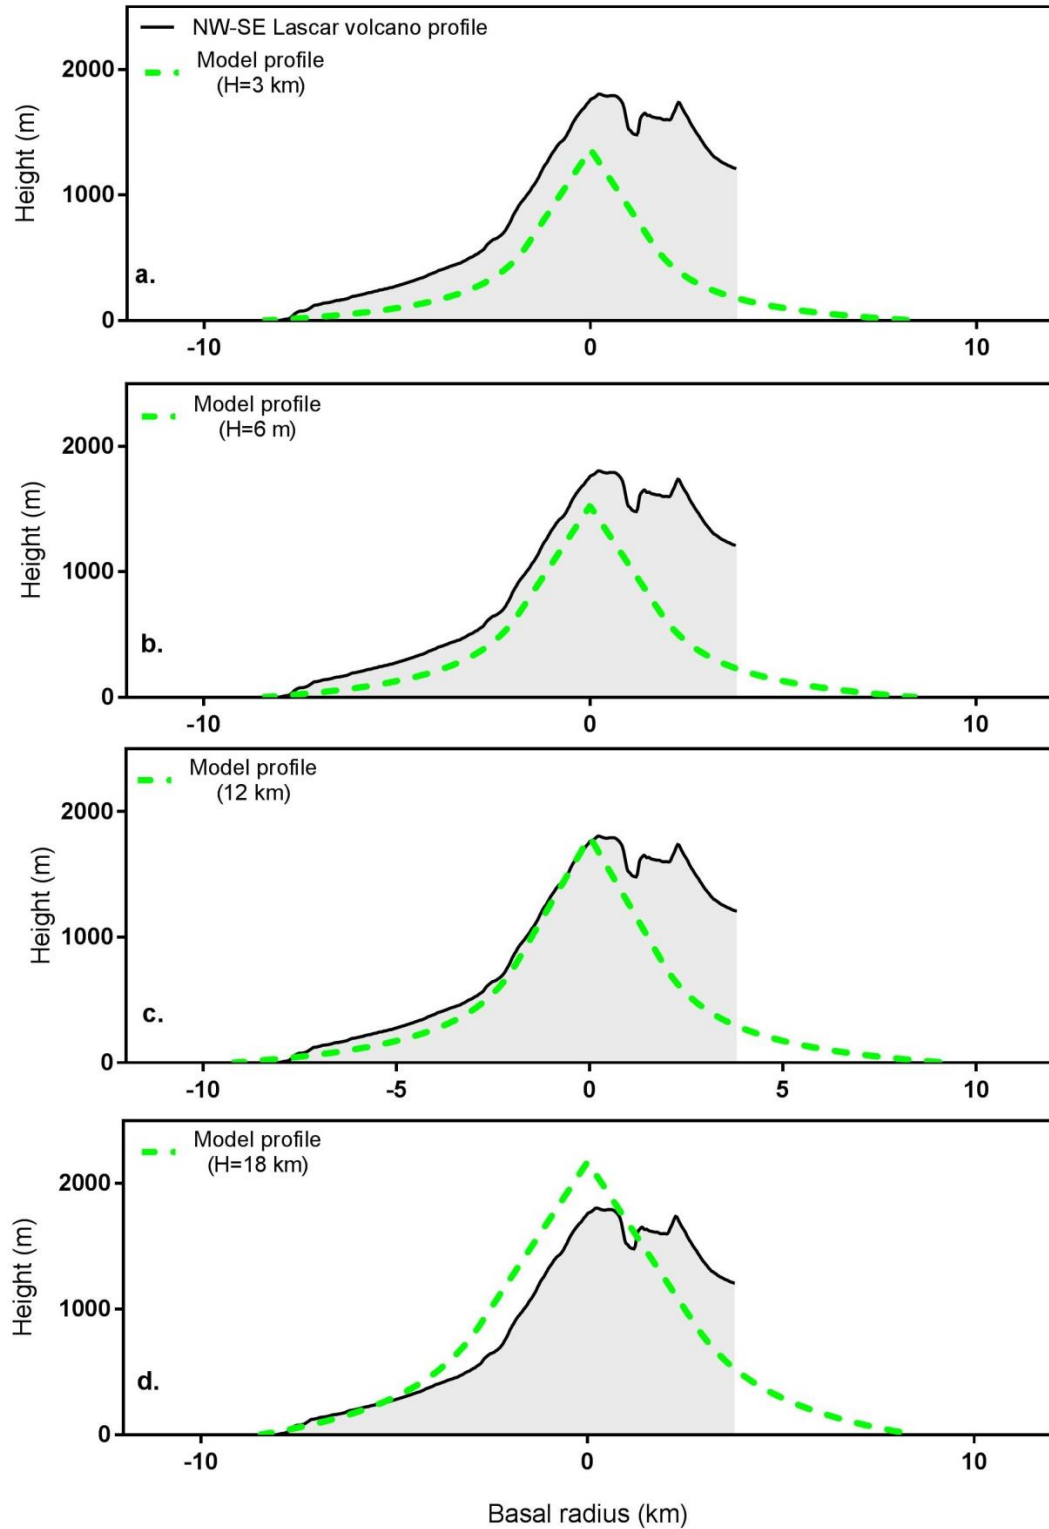 NW-SE Lascar volcano profile
Model profile
(H=3 km)
2000
1000
0
Height (m)
a.
-10
0
10
Model profile
(H=6 m)
2000
1000
0
Height (m)
b.
-10
0
10
Model profile
(12 km)
2000
1000
0
Height (m)
c.
-10
-5
0
5
10
Model profile
(H=18 km)
2000
1000
0
Height (m)
d.
-10
0
10
Basal radius (km)